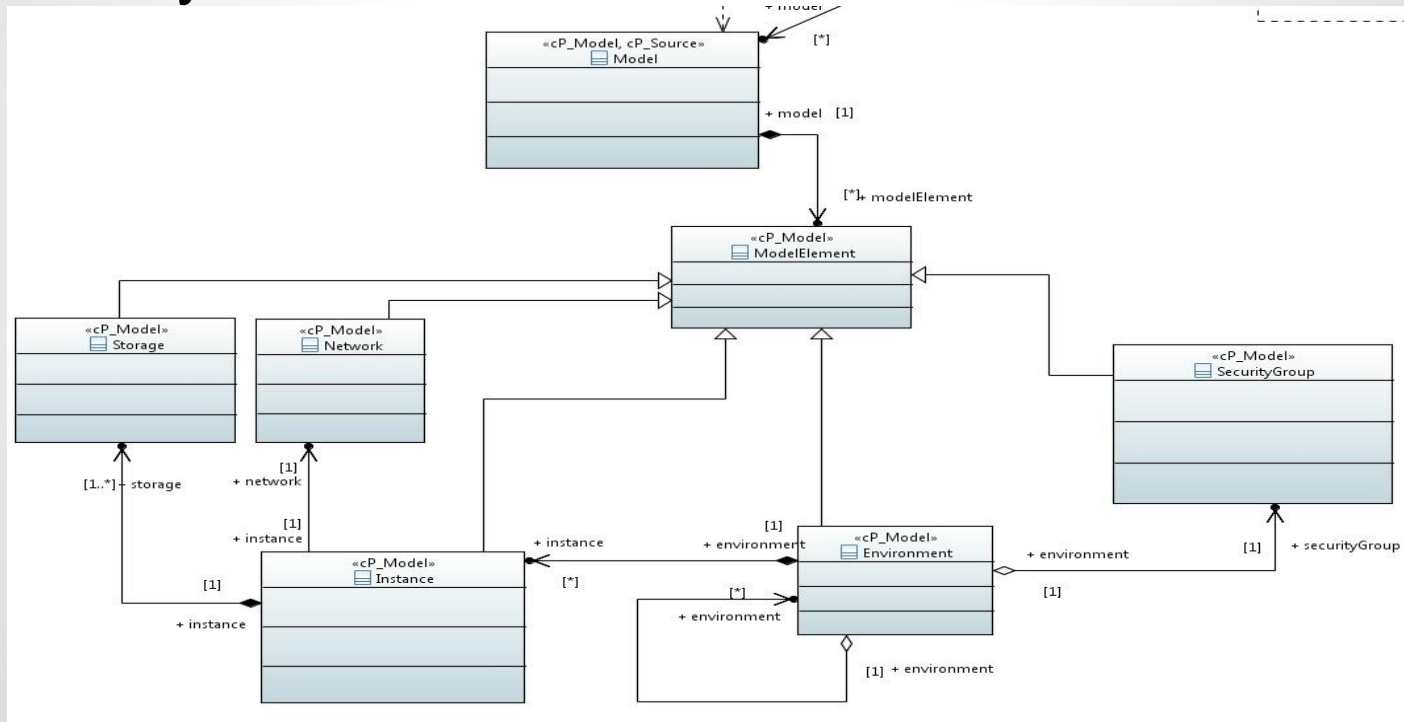 + model
[*]
«cP_Model, cP_Source»
Model
+ model [1]
[*]
+ modelElement
«cP_Model»
ModelElement
«cP_Model»
Storage
«cP_Model»
Network
«cP_Model»
SecurityGroup
[1..*]
+ storage
[1]
+ network
[1]
+ instance
[1]
+ instance
«cP_Model»
Instance
+ instance
[*]
[1]
+ environment
«cP_Model»
Environment
[*]
+ environment
[1] + environment
+ environment
[1]
[1]
+ securityGroup